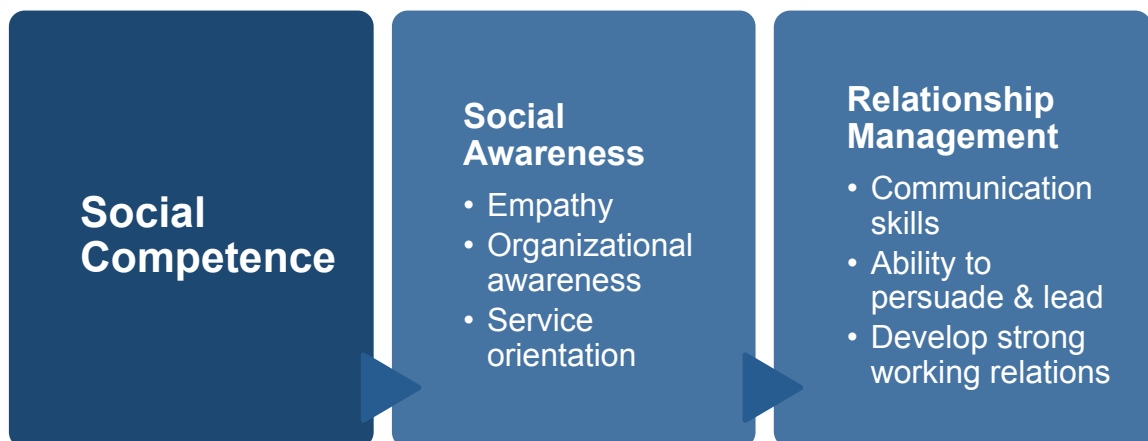 Social
Competence
Social
Awareness
• Empathy
• Organizational
awareness
• Service
orientation
Relationship
Management
• Communication
skills
• Ability to
persuade & lead
• Develop strong
working relations